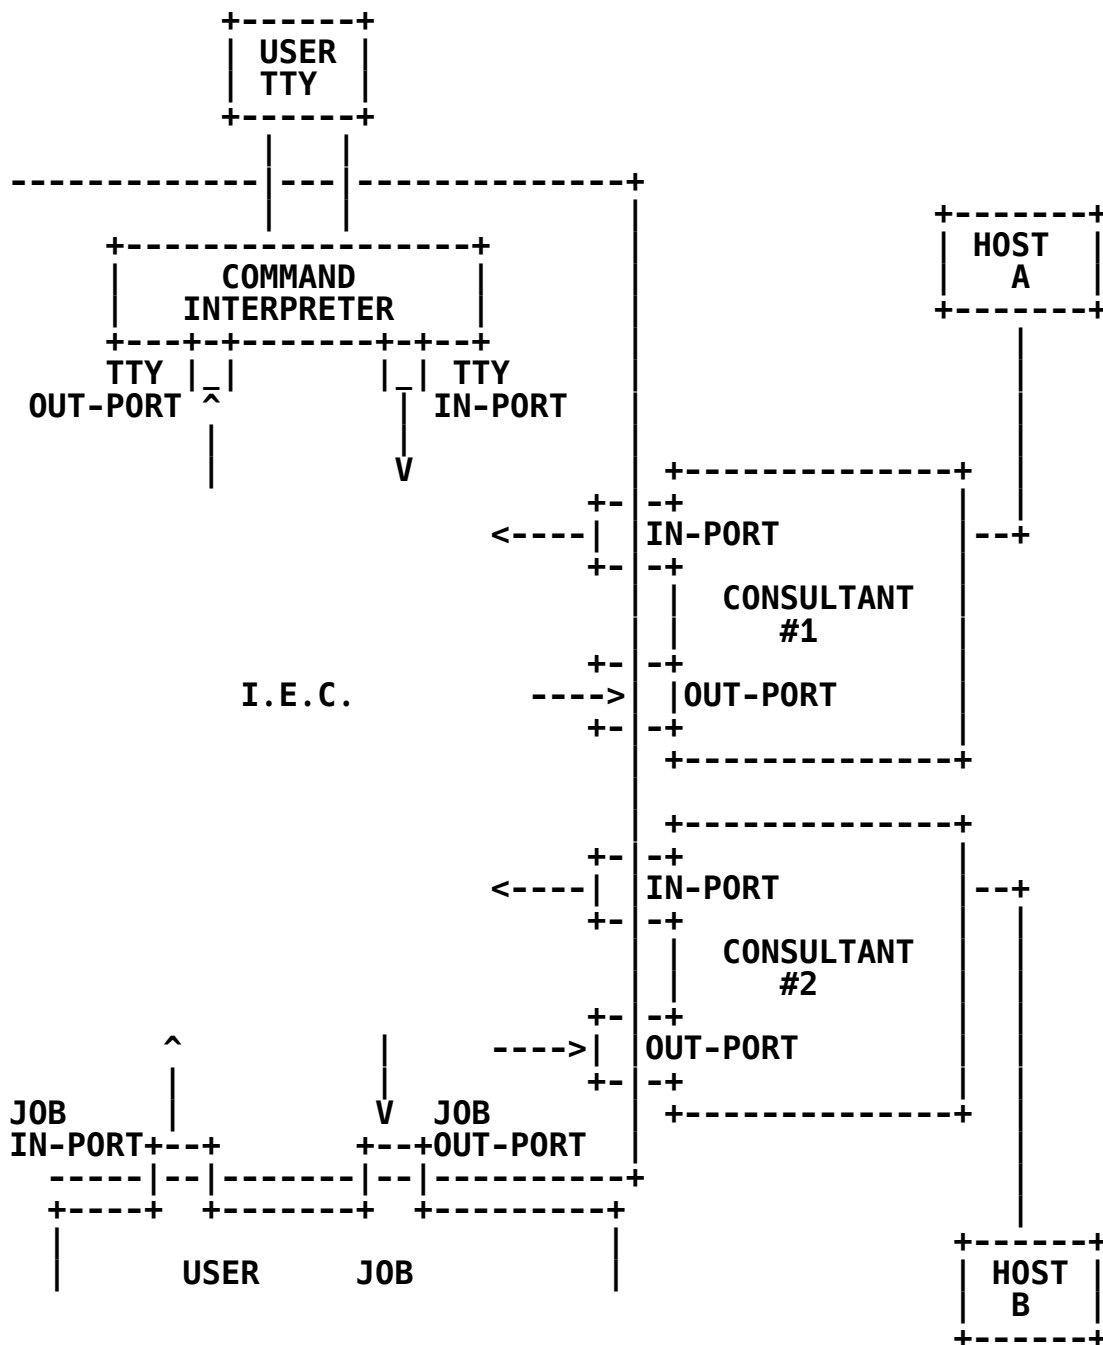 USER
TTY
HOST
A
COMMAND
INTERPRETER
TTY TTY
OUT-PORT IN-PORT
IN-PORT
CONSULTANT
#1
I.E.C. OUT-PORT
IN-PORT
CONSULTANT
#2
OUT-PORT
JOB JOB
IN-PORT OUT-PORT
USER JOB
HOST
B